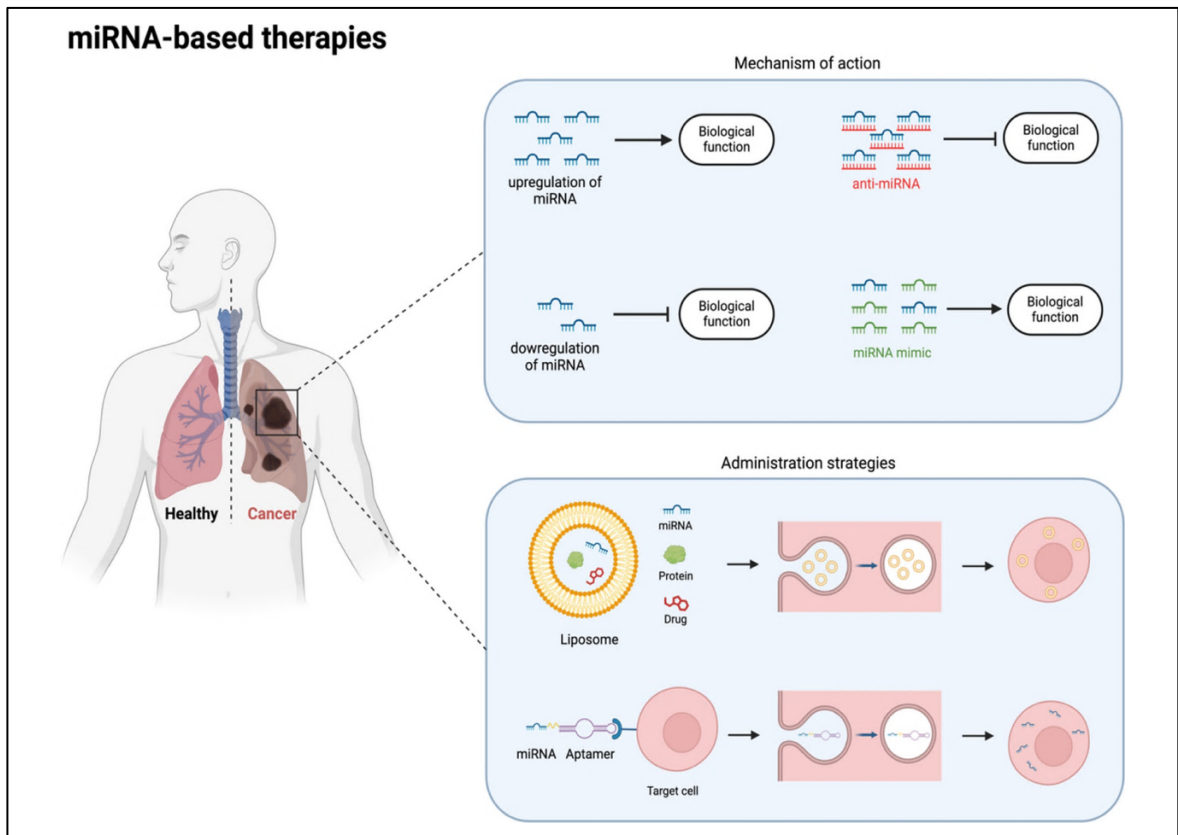 miRNA-based therapies
Mechanism of action
Biological
function
upregulation of
miRNA
Biological
function
anti-miRNA
Biological
function
dowregulation
of miRNA
Biological
function
miRNA mimic
Healthy
Cancer
Administration strategies
miRNA
Protein
Drug
Liposome
miRNA
Aptamer
Target cell